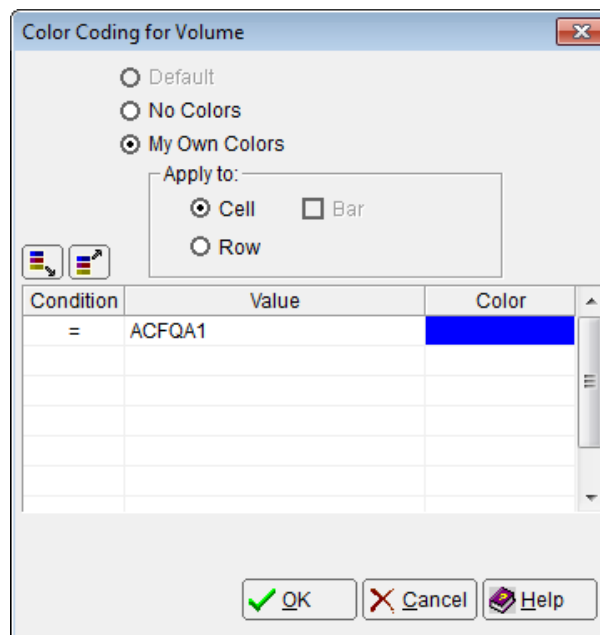 Color Coding for Volume
Default
No Colors
My Own Colors
Apply to:
Cell Bar
Row
Condition Value Color
= ACFQA1
OK Cancel Help